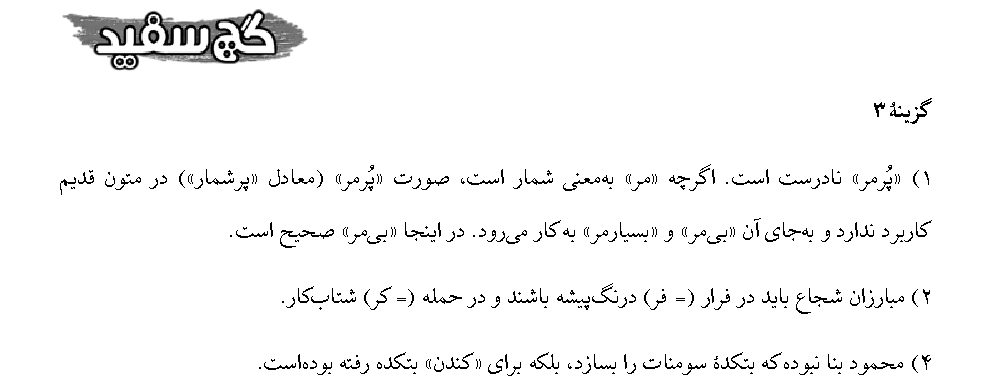 گچ سفید
گزینهٔ ۳
۱) «پُرمر» نادرست است. اگرچه «مر» به‌معنی شمار است، صورت «پُرمر» (معادل «پرشمار») در متون قدیم
کاربرد ندارد و به‌جای آن «بی‌مر» و «بسیارمر» به‌کار می‌رود. در اینجا «بی‌مر» صحیح است.
۲) مبارزان شجاع باید در فرار (= فر) درنگ‌پیشه باشند و در حمله (= کر) شتاب‌کار.
۴) محمود بنا نبوده‌که بتکدهٔ سومنات را بسازد، بلکه برای «کندن» بتکده رفته بوده‌است.